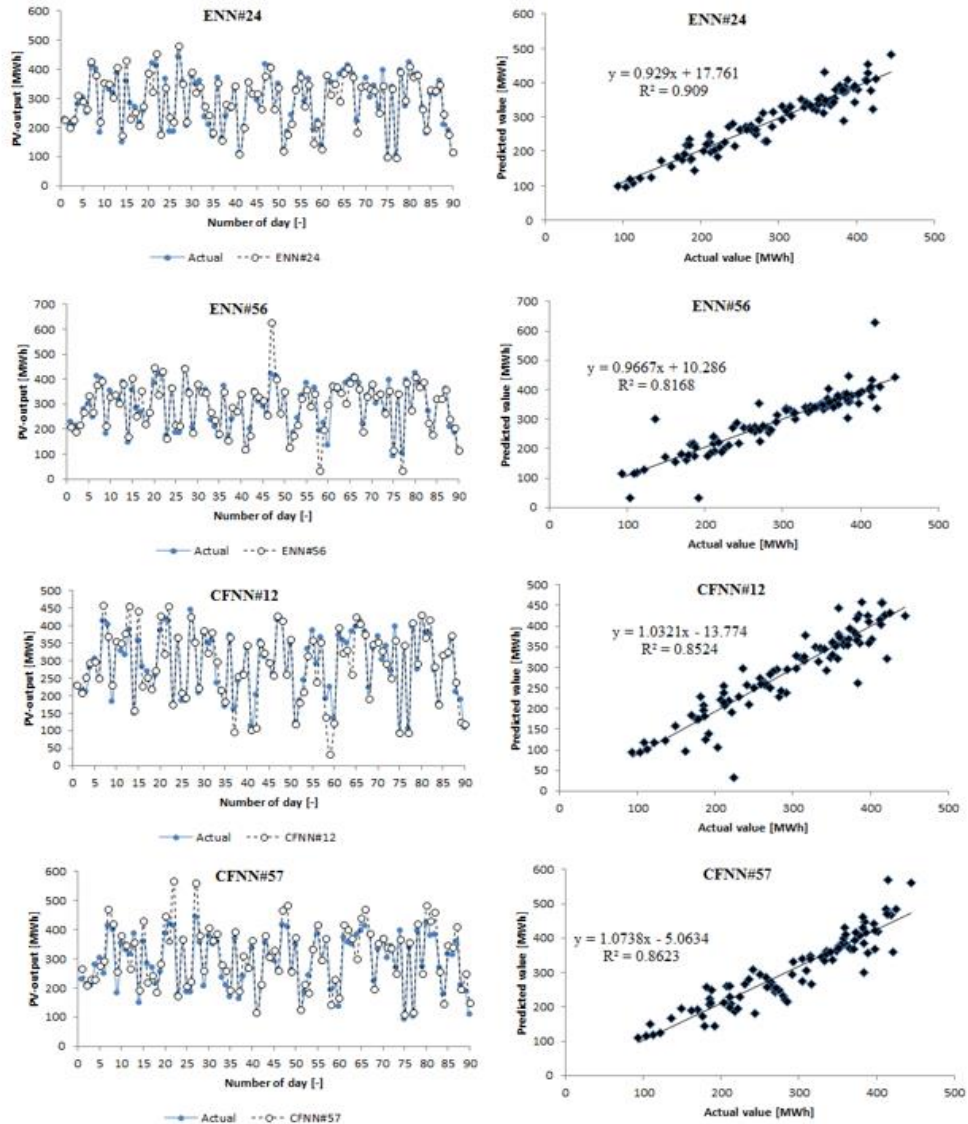 ENN#24
600
500
400
300
200
100
0
PV-output [MWh]
0 5 10 15 20 25 30 35 40 45 50 55 60 65 70 75 80 85 90
Number of day [-]
Actual ENN#24
ENN#24
600
500
400
300
200
100
0
Predicted value [MWh]
y = 0.929x + 17.761
R² = 0.909
0 100 200 300 400 500
Actual value [MWh]
ENN#56
700
600
500
400
300
200
100
0
PV-output [MWh]
0 5 10 15 20 25 30 35 40 45 50 55 60 65 70 75 80 85 90
Number of day [-]
Actual ENN#56
ENN#56
700
600
500
400
300
200
100
0
Predicted value [MWh]
y = 0.9667x + 10.286
R² = 0.8168
0 100 200 300 400 500
Actual value [MWh]
CFNN#12
500
450
400
350
300
250
200
150
100
50
0
PV-output [MWh]
0 5 10 15 20 25 30 35 40 45 50 55 60 65 70 75 80 85 90
Number of day [-]
Actual CFNN#12
CFNN#12
500
450
400
350
300
250
200
150
100
50
0
Predicted value [MWh]
y = 1.0321x - 13.774
R² = 0.8524
0 100 200 300 400 500
Actual value [MWh]
CFNN#57
600
500
400
300
200
100
0
PV-output [MWh]
0 5 10 15 20 25 30 35 40 45 50 55 60 65 70 75 80 85 90
Number of day [-]
Actual CFNN#57
CFNN#57
600
500
400
300
200
100
0
Predicted value [MWh]
y = 1.0738x - 5.0634
R² = 0.8623
0 100 200 300 400 500
Actual value [MWh]